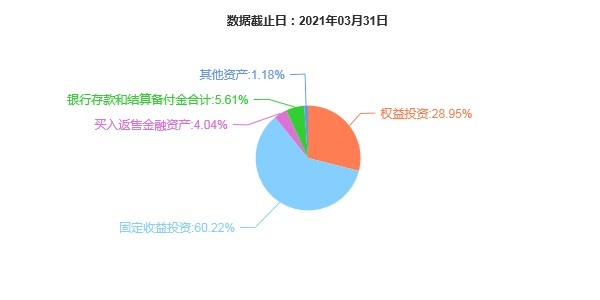 数据截止日：2021年03月31日
其他资产:1.18%
银行存款和结算备付金合计:5.61%
权益投资:28.95%
买入返售金融资产:4.04%
固定收益投资:60.22%